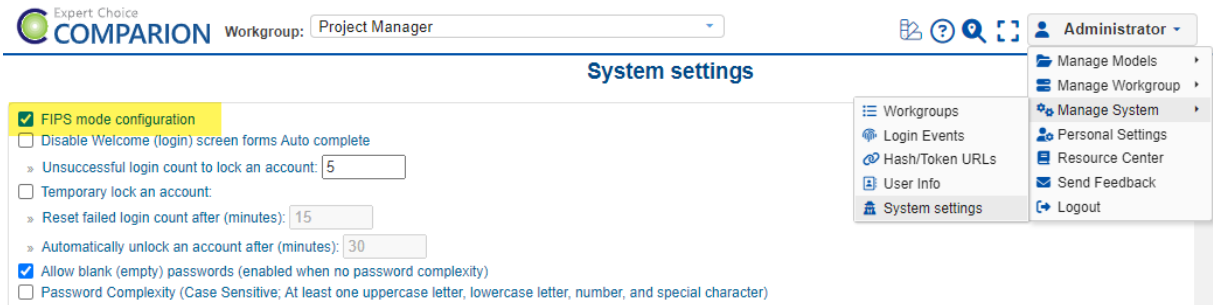 Expert Choice
COMPARION Workgroup: Project Manager
Administrator
System settings
Manage Models
Manage Workgroup
Manage System
Personal Settings
Resource Center
Send Feedback
Logout
Workgroups
Login Events
Hash/Token URLs
User Info
System settings
FIPS mode configuration
Disable Welcome (login) screen forms Auto complete
» Unsuccessful login count to lock an account: 5
Temporary lock an account:
» Reset failed login count after (minutes): 15
» Automatically unlock an account after (minutes): 30
Allow blank (empty) passwords (enabled when no password complexity)
Password Complexity (Case Sensitive; At least one uppercase letter, lowercase letter, number, and special character)